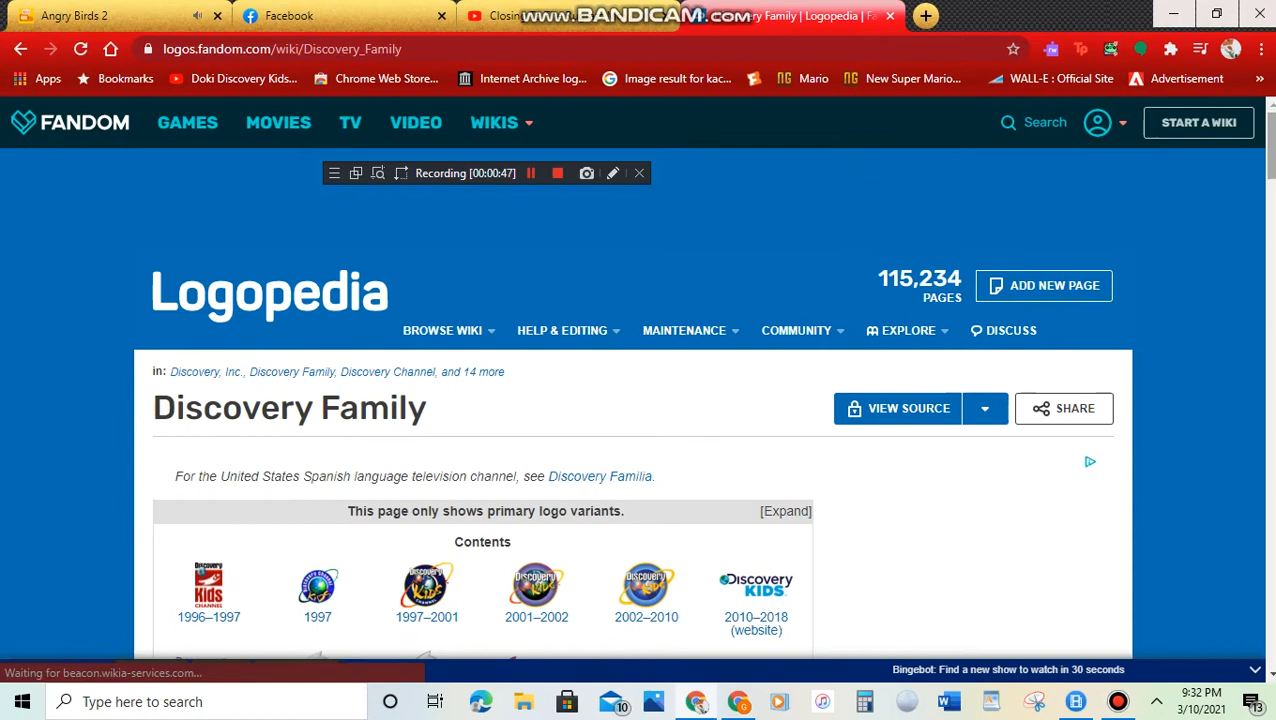 Angry Birds 2
Facebook
Closin
www.BANDICAM.com
ery Family | Logopedia | Fa
logos.fandom.com/wiki/Discovery_Family
Apps Bookmarks Doki Discovery Kid... Chrome Web Store... Internet Archive log... Image result for kac... Mario New Super Mario... WALL-E : Official Site Advertisement »
FANDOM GAMES MOVIES TV VIDEO WIKIS Search START A WIKI
Recording [00:00:47]
Logopedia
115,234
PAGES
ADD NEW PAGE
BROWSE WIKI HELP & EDITING MAINTENANCE COMMUNITY EXPLORE DISCUSS
in: Discovery, Inc., Discovery Family, Discovery Channel, and 14 more
Discovery Family
VIEW SOURCE SHARE
For the United States Spanish language television channel, see Discovery Familia.
This page only shows primary logo variants. [Expand]
Contents
Discovery Kids CHANNEL
Discovery KIDS
1996–1997 1997 1997–2001 2001–2002 2002–2010 2010–2018
(website)
Waiting for beacon.wikia-services.com...
Bingebot: Find a new show to watch in 30 seconds
Type here to search
10
9:32 PM
3/10/2021
13